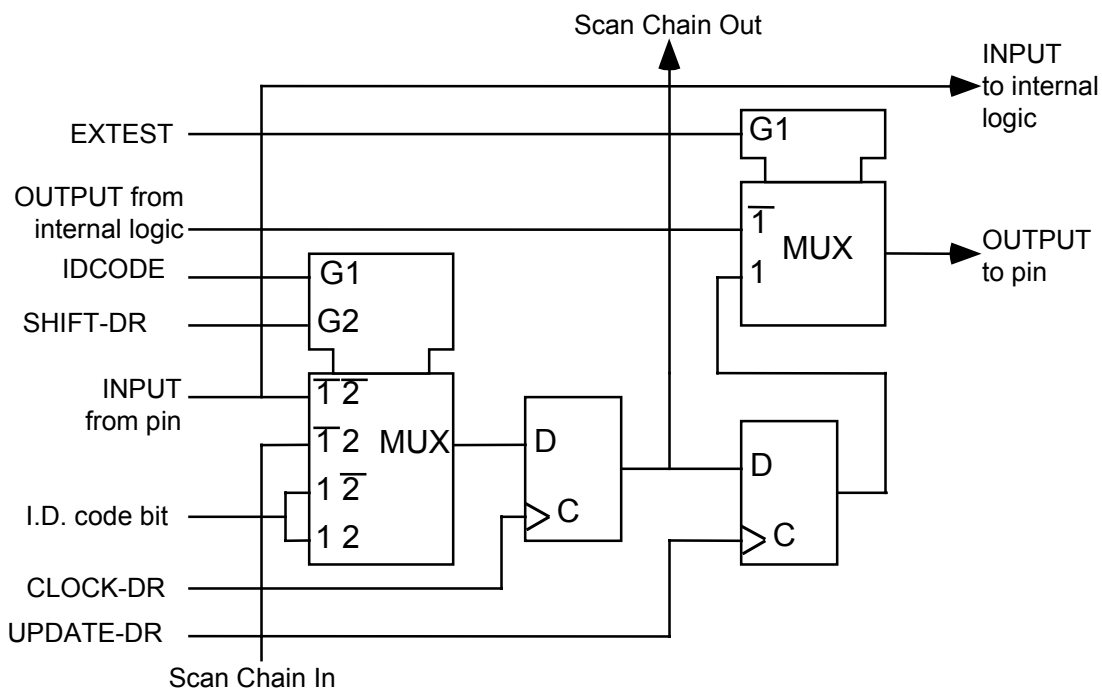 Scan Chain Out
INPUT
to internal
logic
EXTEST
G1
OUTPUT from
internal logic
1̅
MUX
OUTPUT
to pin
IDCODE
G1
1
SHIFT-DR
G2
INPUT
from pin
1̅ 2̅
1̅ 2
MUX
D
D
I.D. code bit
1 2̅
C
1 2
C
CLOCK-DR
UPDATE-DR
Scan Chain In